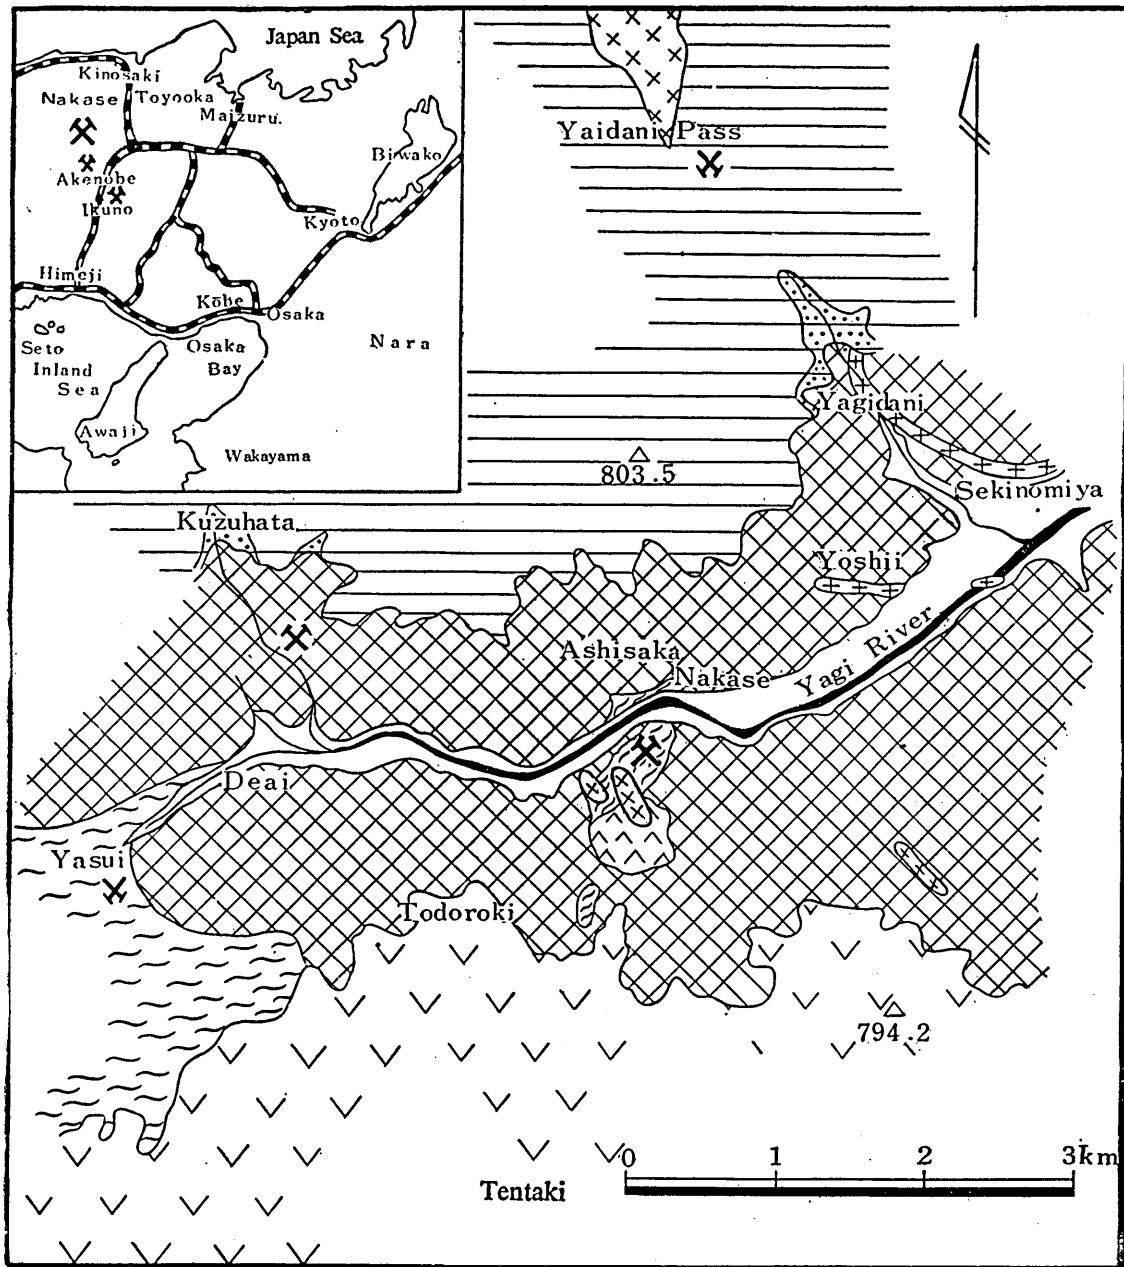 Japan Sea
Kinosaki
Nakase Toyooka
Maizuru.
Biwako
Akenobe
Ikuno
Kyoto
Himeji
Kōbe
Osaka
Seto
Inland
Sea
Osaka
Bay
Nara
Awaji
Wakayama
Yaidani Pass
Yagidani
803.5
Sekinomiya
Kuzuhata
Yoshii
Ashisaka
Nakase
Yagi River
Deai
Yasui
Todoroki
794.2
0 1 2 3km
Tentaki